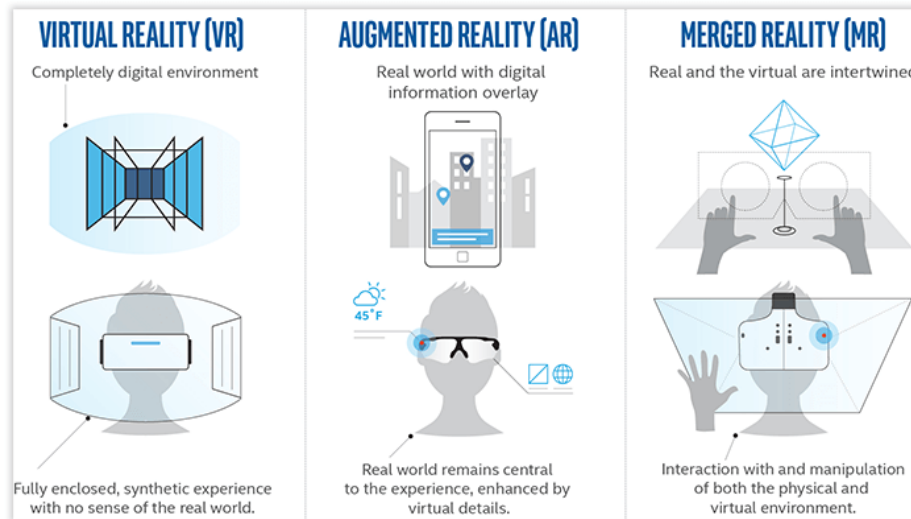 VIRTUAL REALITY (VR)
Completely digital environment
Fully enclosed, synthetic experience
with no sense of the real world.
AUGMENTED REALITY (AR)
Real world with digital
information overlay
45°F
Real world remains central
to the experience, enhanced by
virtual details.
MERGED REALITY (MR)
Real and the virtual are intertwined
Interaction with and manipulation
of both the physical and
virtual environment.